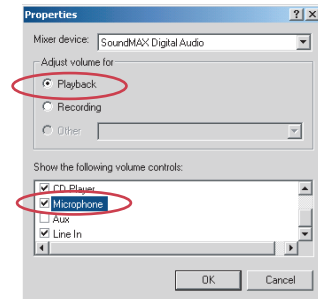 Properties
Mixer device: SoundMAX Digital Audio
Adjust volume for
Playback
Recording
Other
Show the following volume controls:
CD Player
Microphone
Aux
Line In
OK Cancel